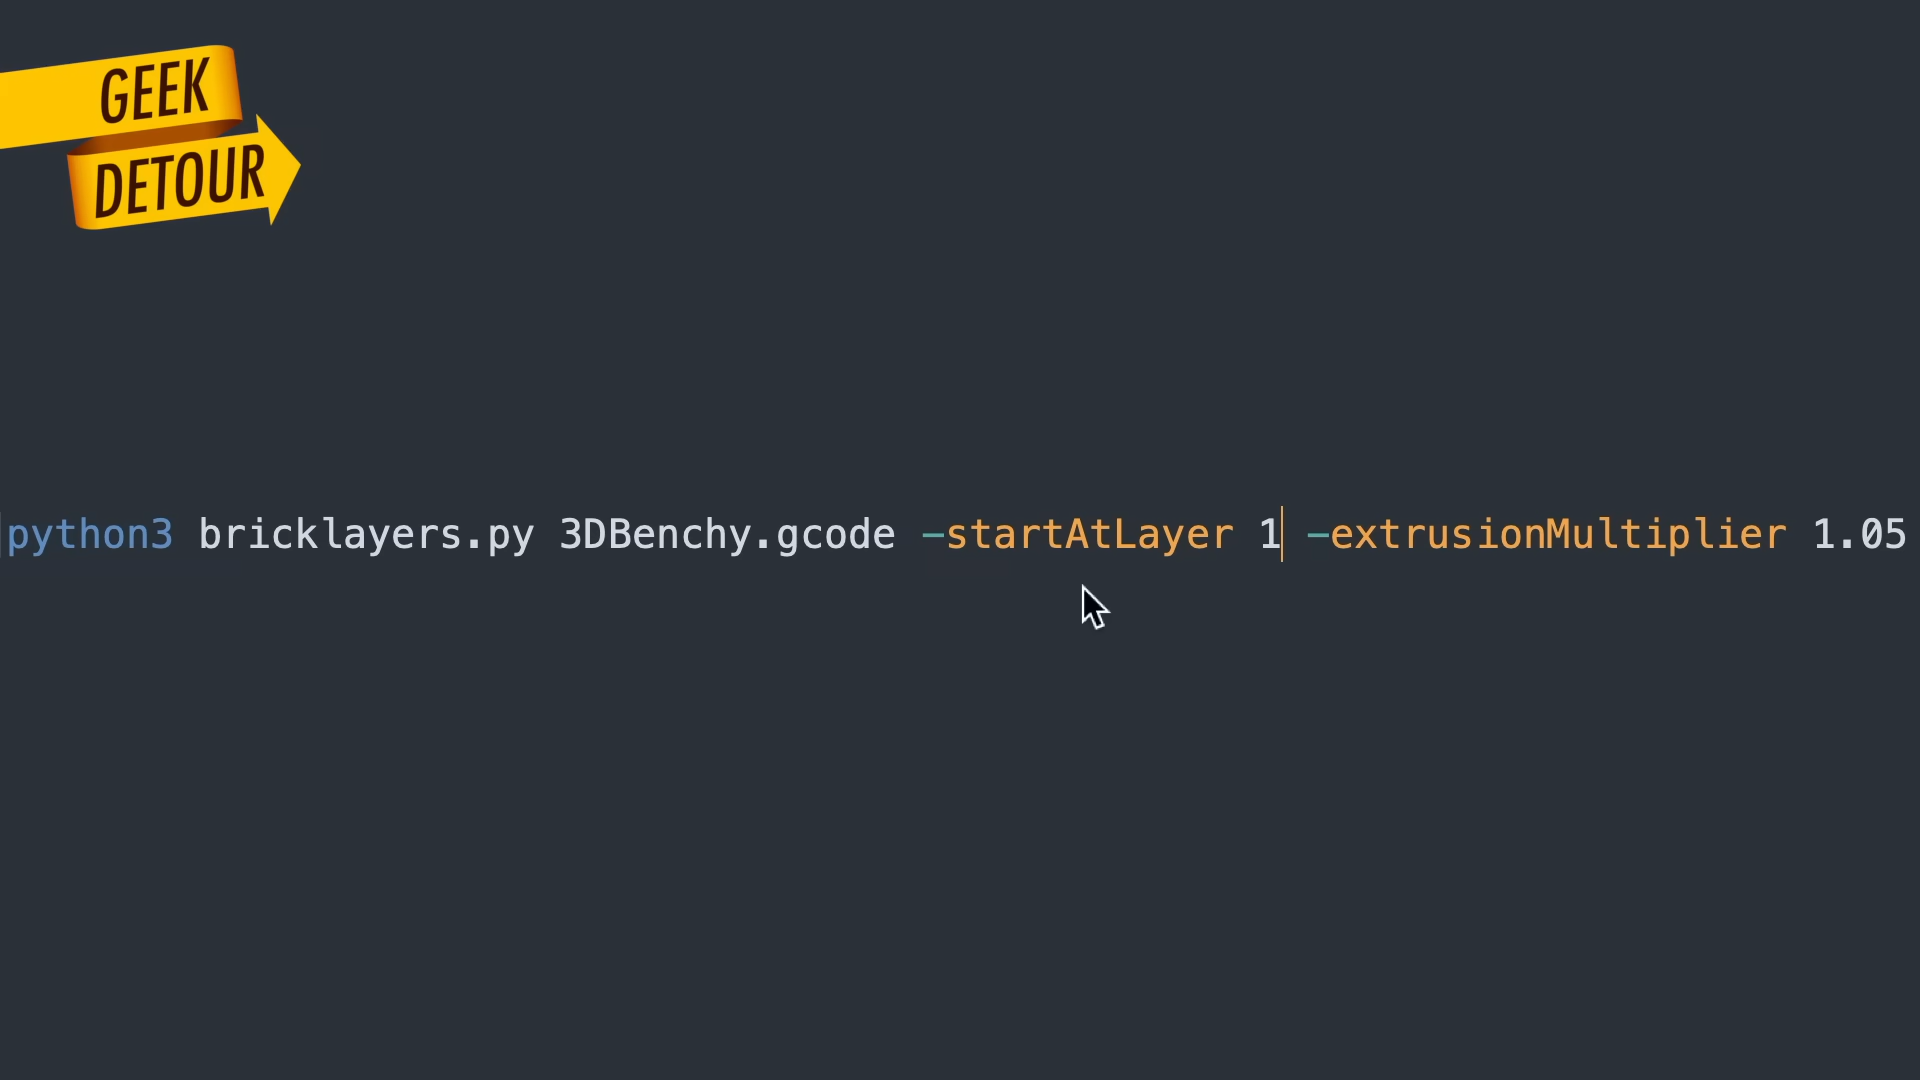 GEEK
DETOUR
python3 bricklayers.py 3DBenchy.gcode -startAtLayer 1 -extrusionMultiplier 1.05